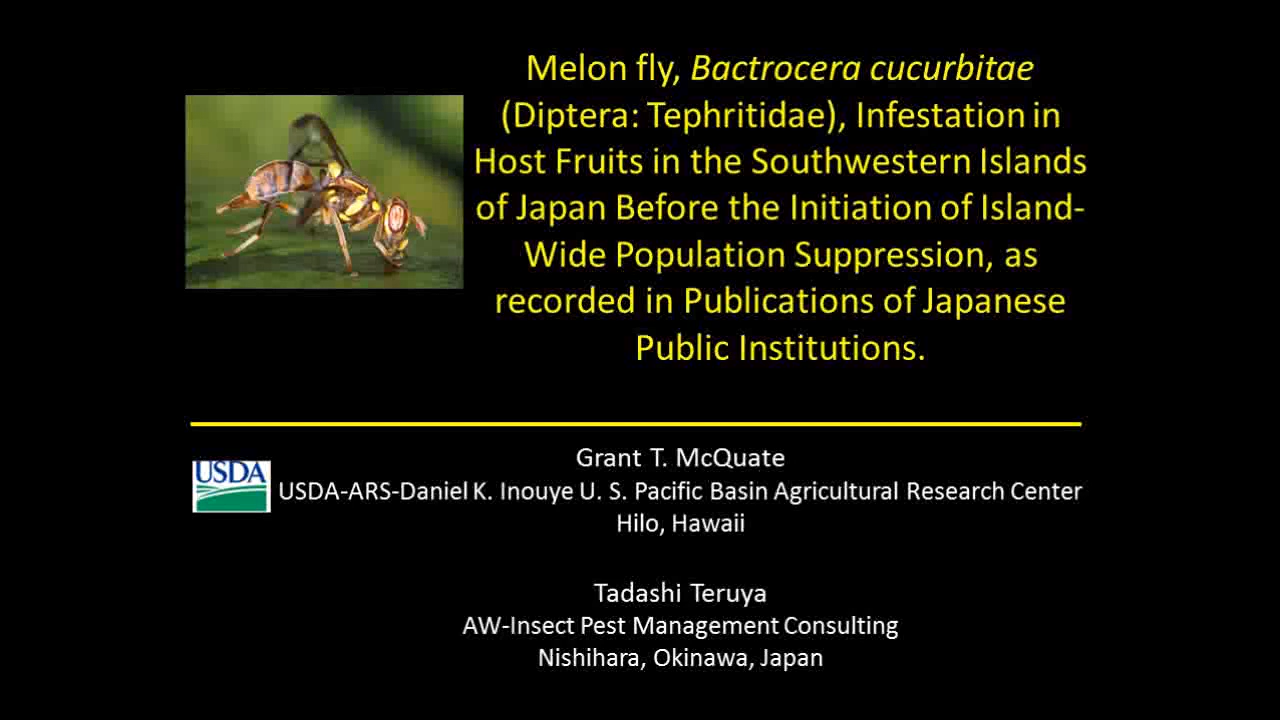 Melon fly, Bactrocera cucurbitae
(Diptera: Tephritidae), Infestation in
Host Fruits in the Southwestern Islands
of Japan Before the Initiation of Island-
Wide Population Suppression, as
recorded in Publications of Japanese
Public Institutions.
Grant T. McQuate
USDA
USDA-ARS-Daniel K. Inouye U. S. Pacific Basin Agricultural Research Center
Hilo, Hawaii
Tadashi Teruya
AW-Insect Pest Management Consulting
Nishihara, Okinawa, Japan